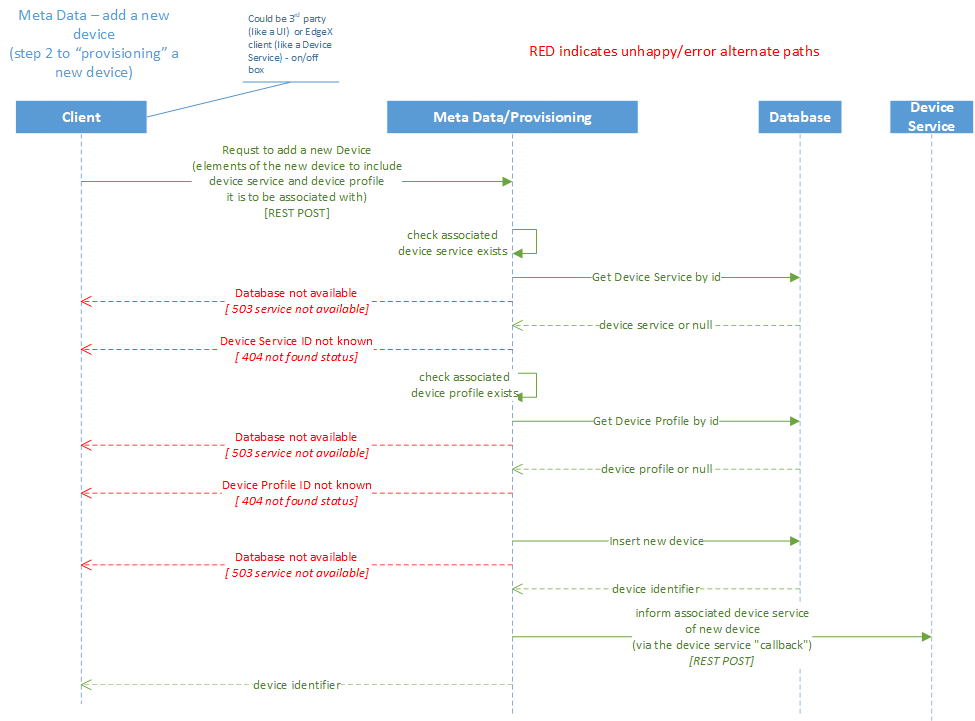 Meta Data – add a new
device
(step 2 to “provisioning” a
new device)
Could be 3rd party
(like a UI) or EdgeX
client (like a Device
Service) - on/off
box
RED indicates unhappy/error alternate paths
Client
Meta Data/Provisioning
Database
Device
Service
Requst to add a new Device
(elements of the new device to include
device service and device profile
it is to be associated with)
[REST POST]
check associated
device service exists
Get Device Service by id
Database not available
[ 503 service not available]
device service or null
Device Service ID not known
[ 404 not found status]
check associated
device profile exists
Get Device Profile by id
Database not available
[ 503 service not available]
device profile or null
Device Profile ID not known
[ 404 not found status]
Insert new device
Database not available
[ 503 service not available]
device identifier
inform associated device service
of new device
(via the device service "callback")
[REST POST]
device identifier